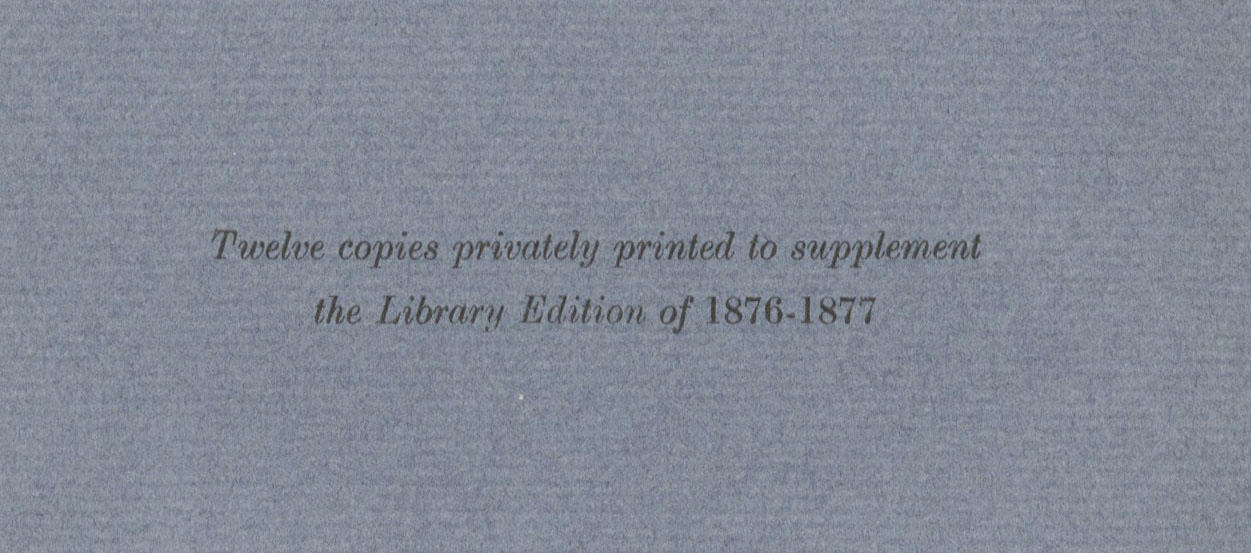 Twelve copies privately printed to supplement
the Library Edition of 1876-1877